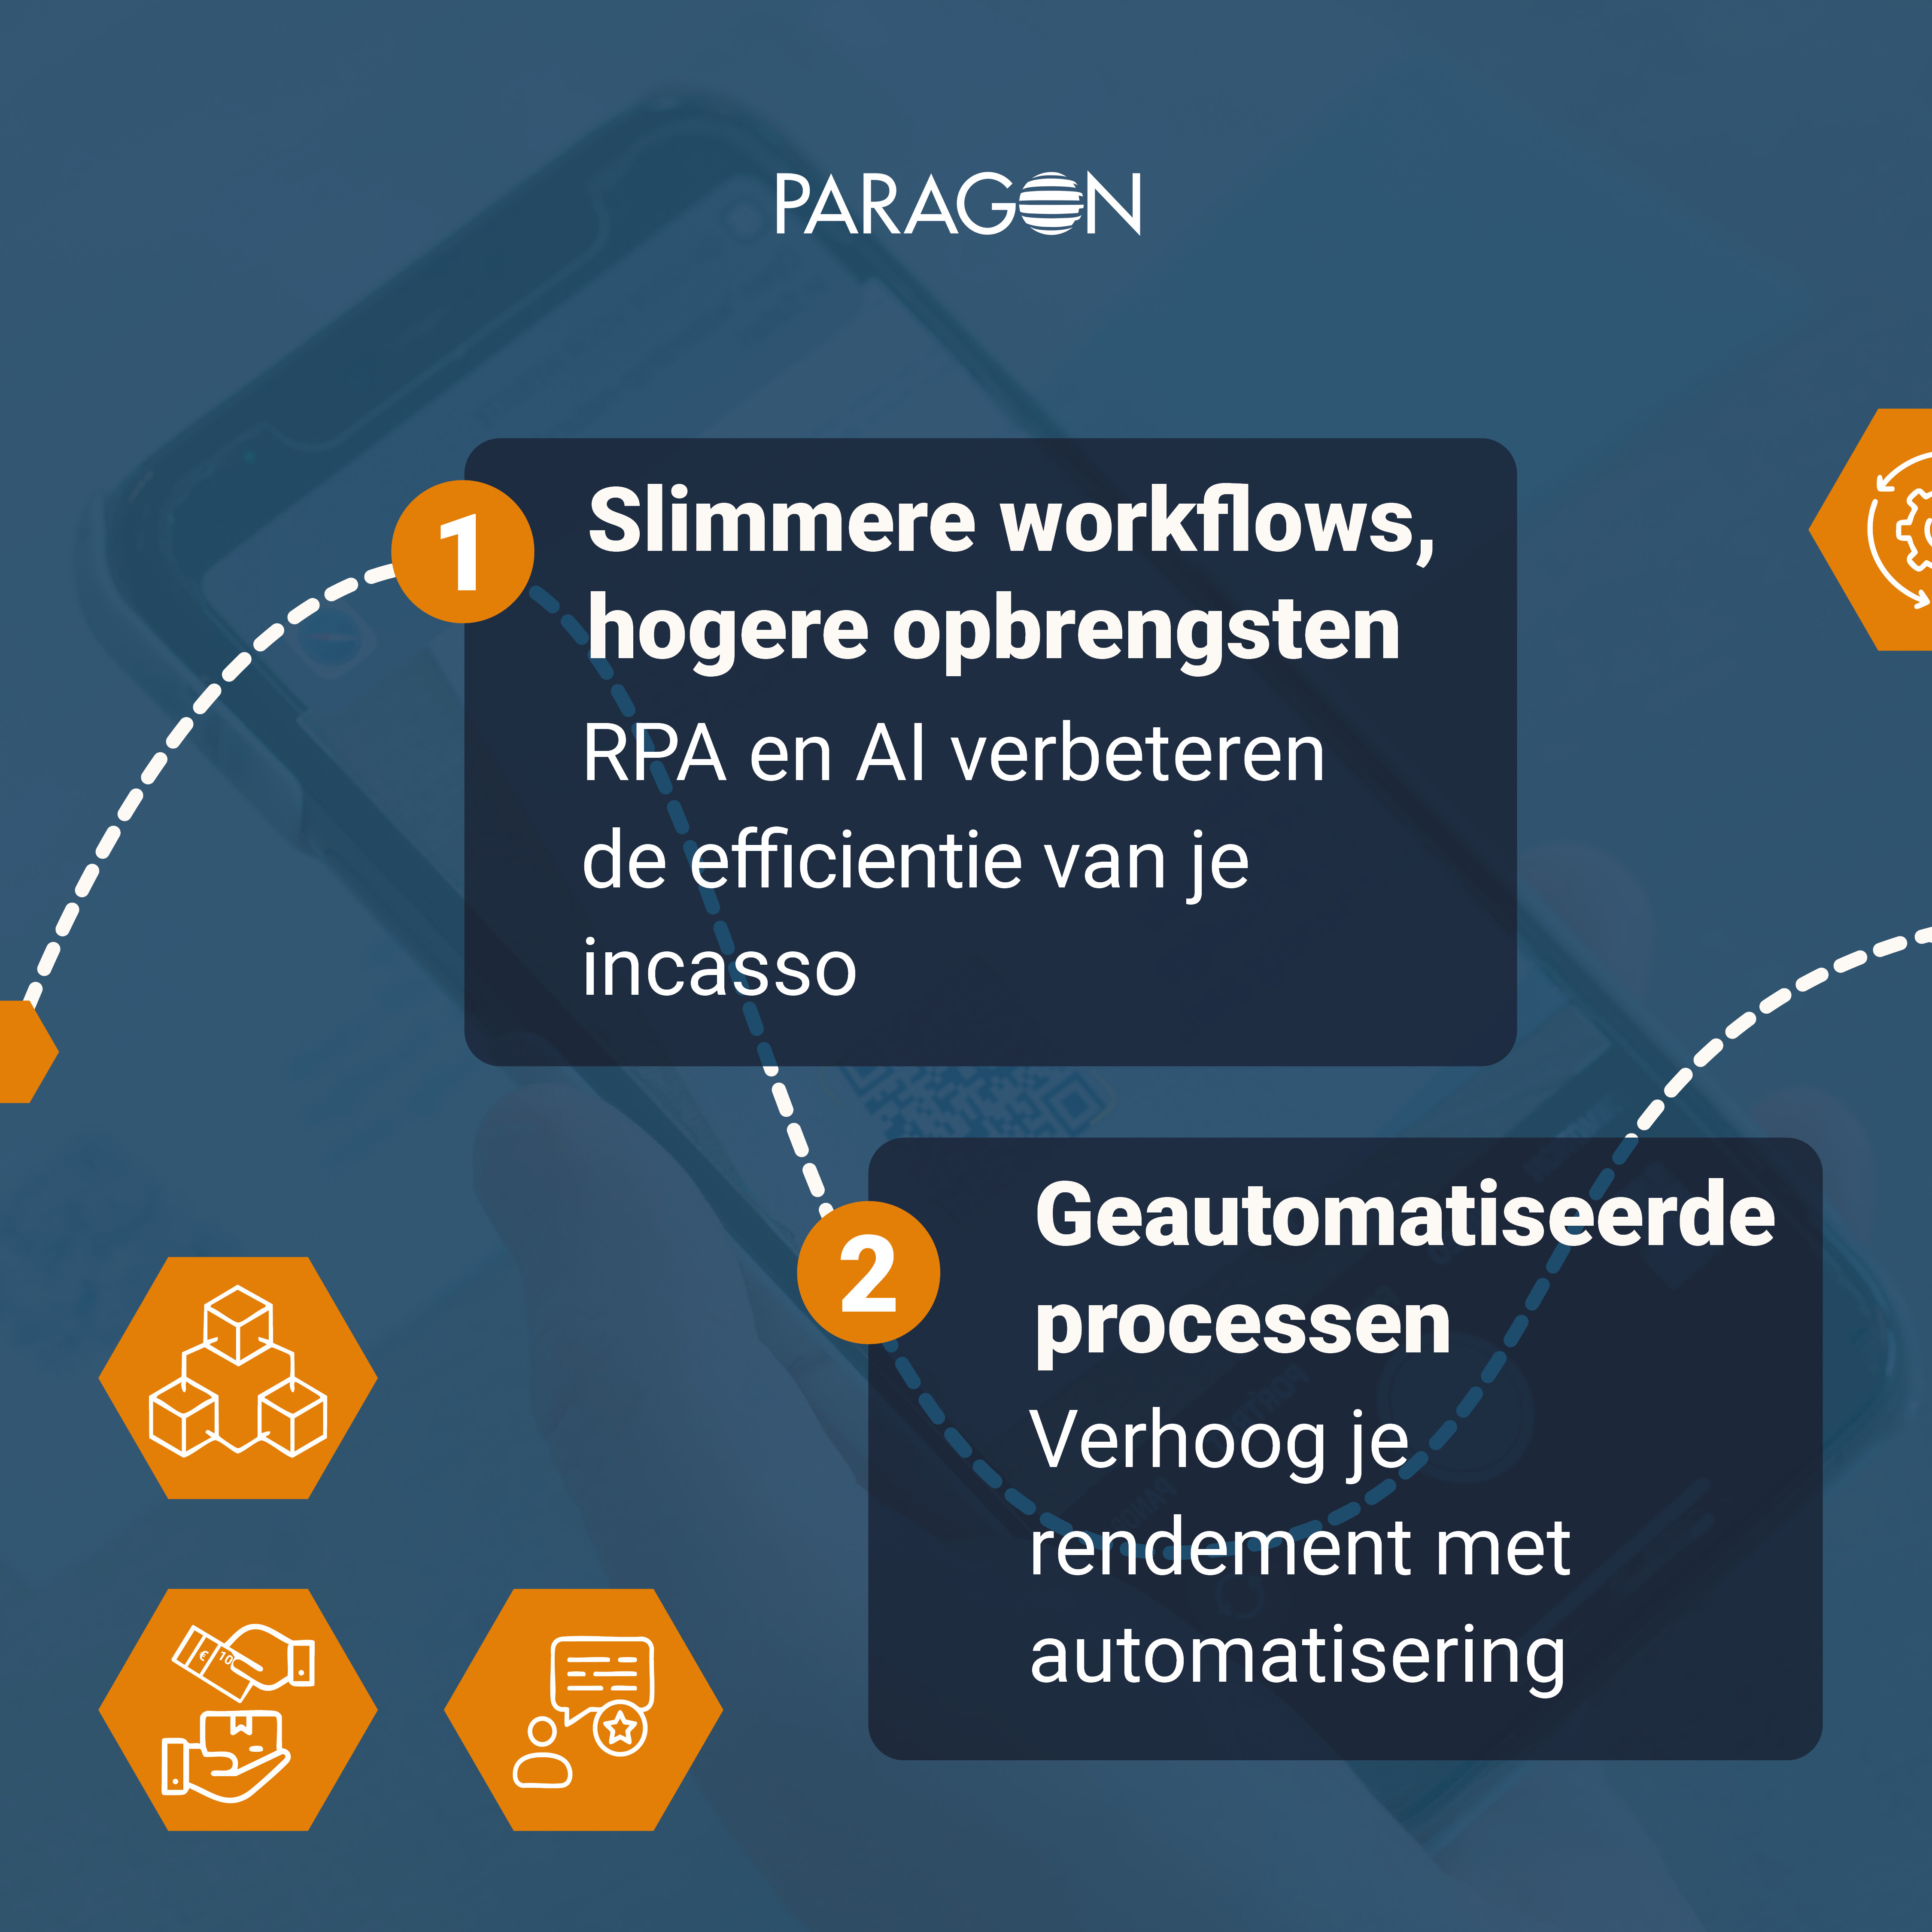 PARAGON
1
Slimmere workflows,
hogere opbrengsten
RPA en AI verbeteren
de efficientie van je
incasso
2
Geautomatiseerde
processen
Verhoog je
rendement met
automatisering
€ 10